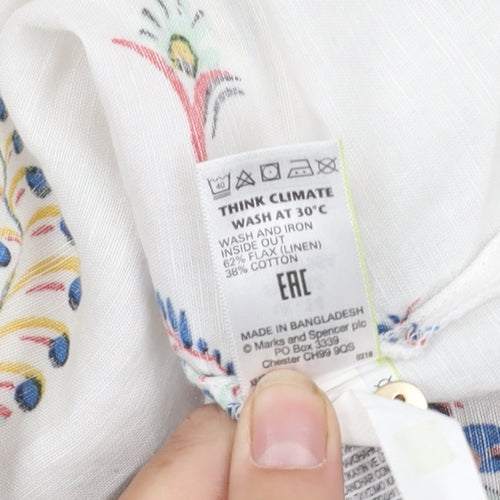 40
THINK CLIMATE
WASH AT 30°C
WASH AND IRON
INSIDE OUT
62% FLAX (LINEN)
38% COTTON
EAC
MADE IN BANGLADESH
© Marks and Spencer plc
PO Box 3339
Chester CH99 9QS
0218